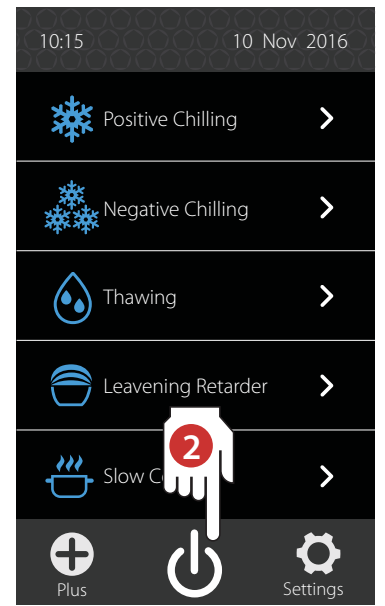 10:15 10 Nov 2016
Positive Chilling
Negative Chilling
Thawing
Leavening Retarder
Slow
2
Plus
Settings